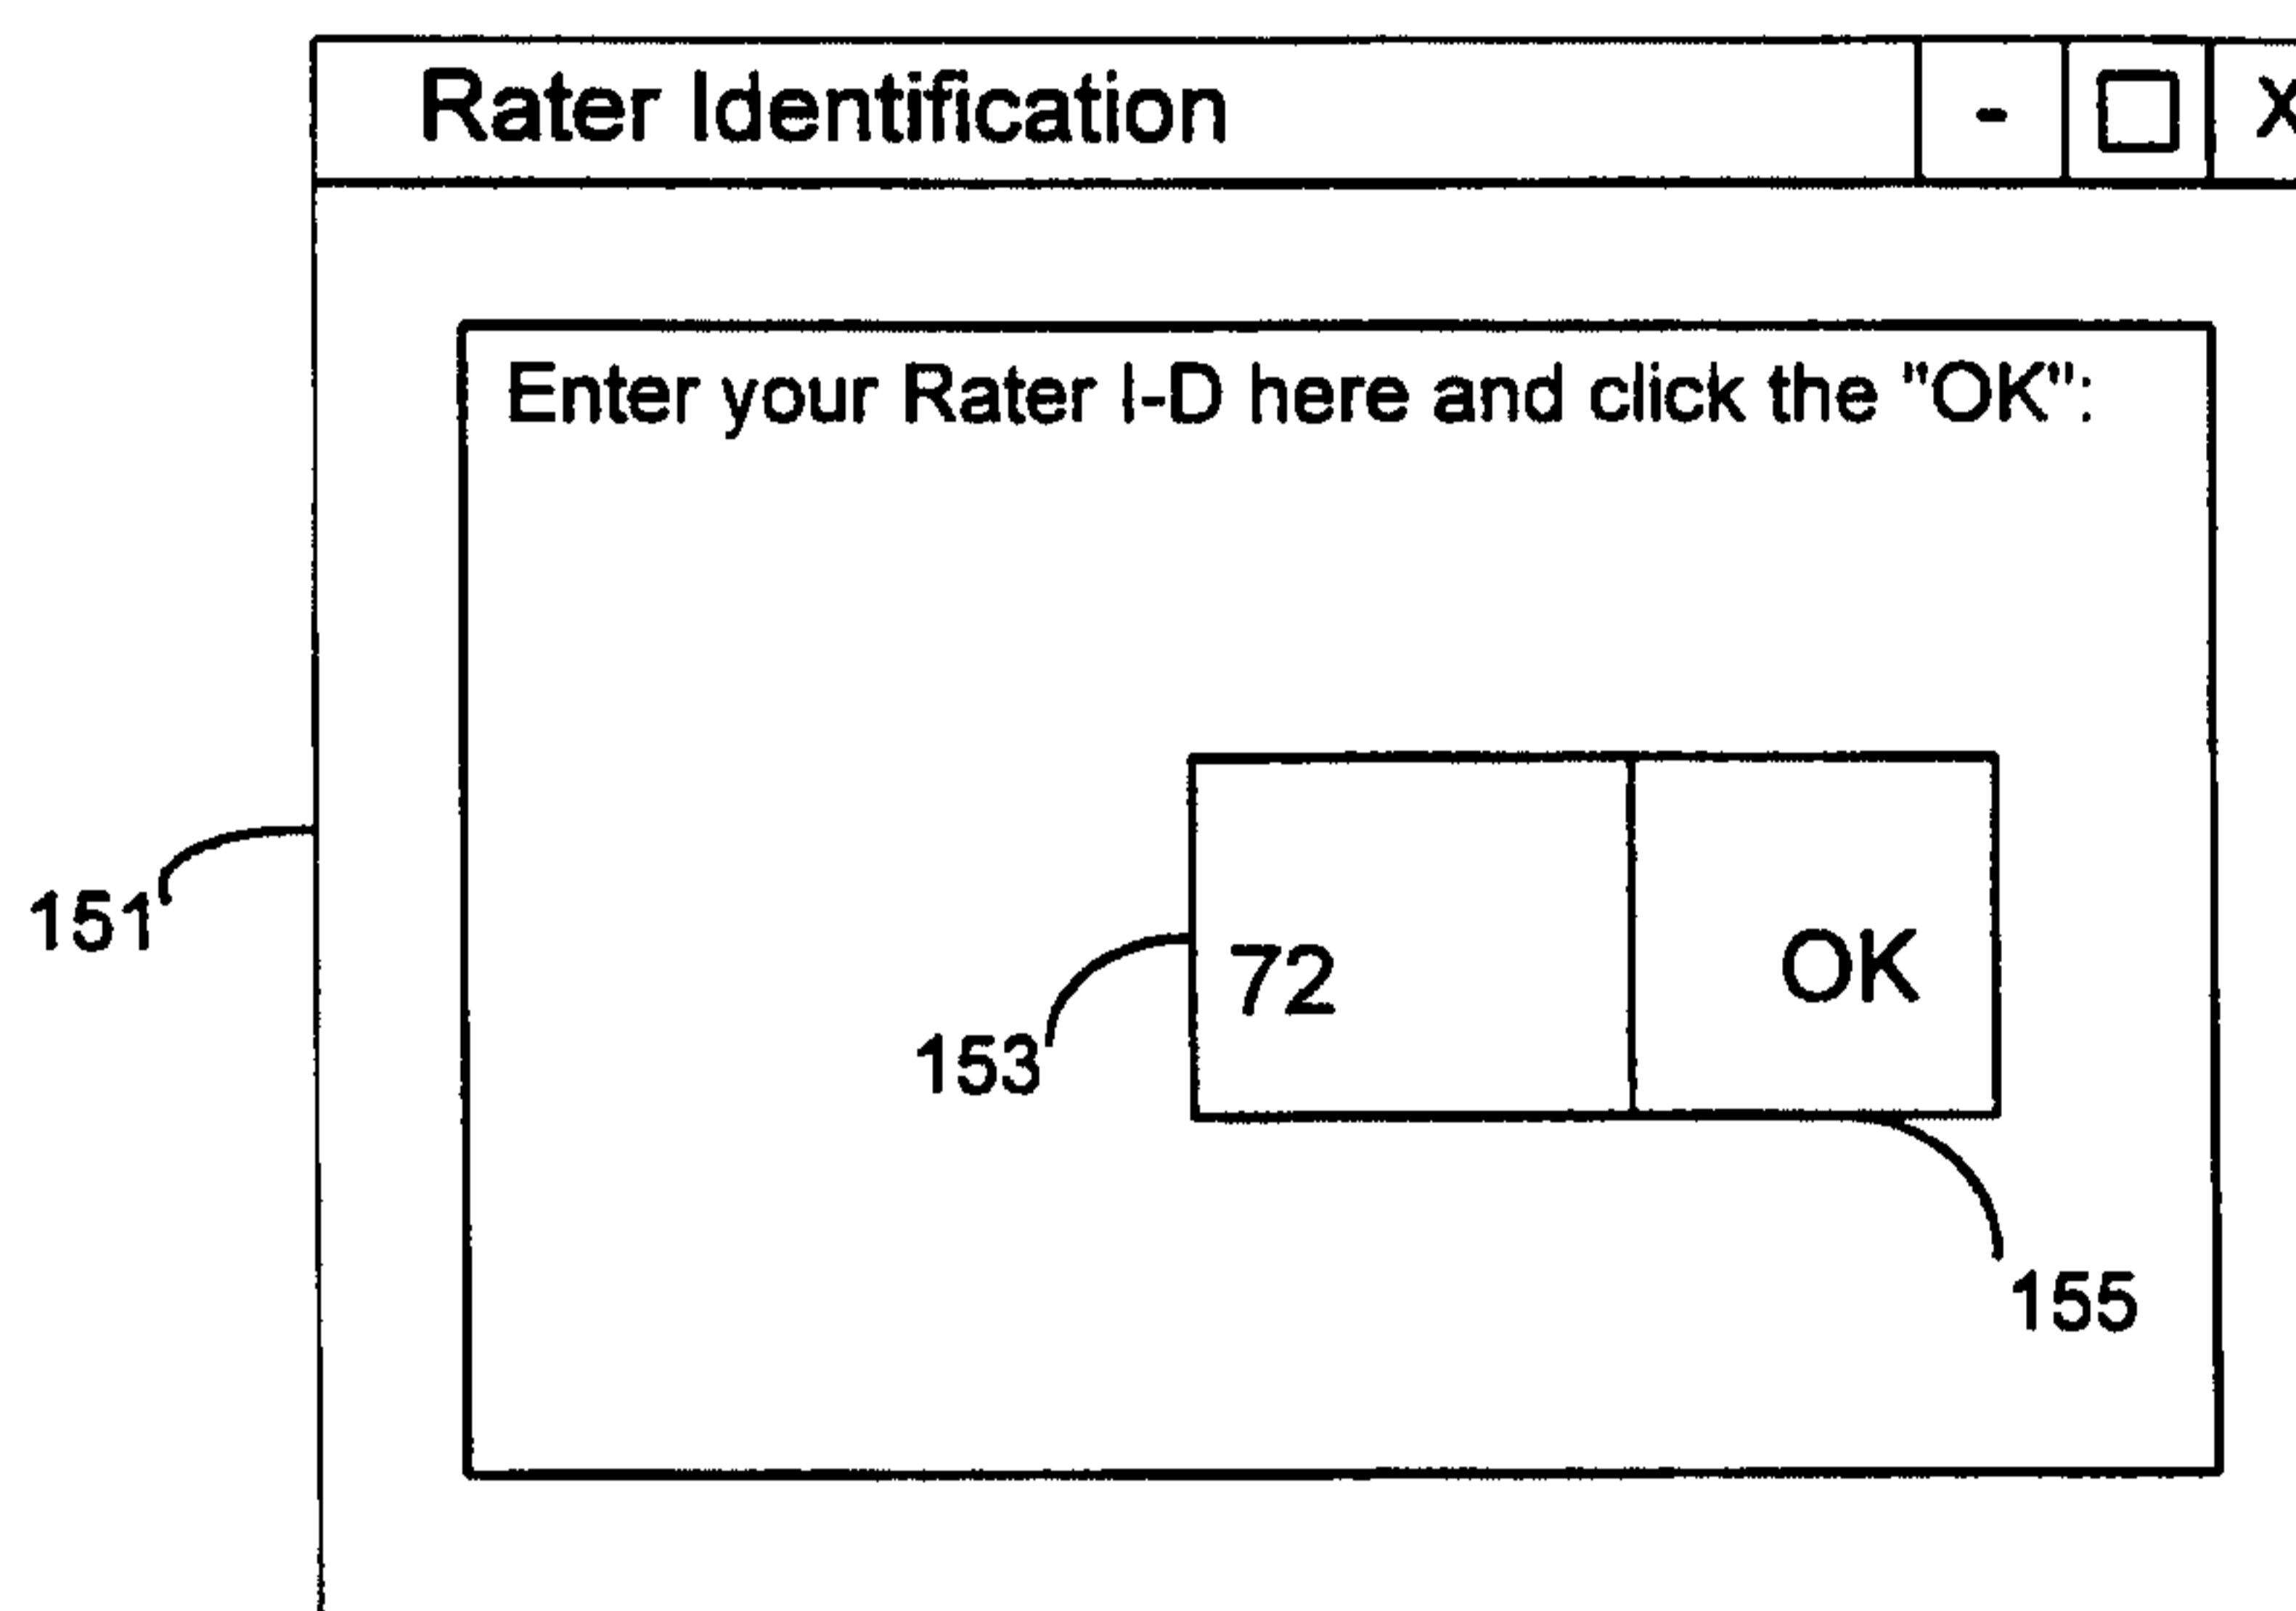 Rater Identification - □ X
Enter your Rater I-D here and click the "OK":
151
72 OK
153
155